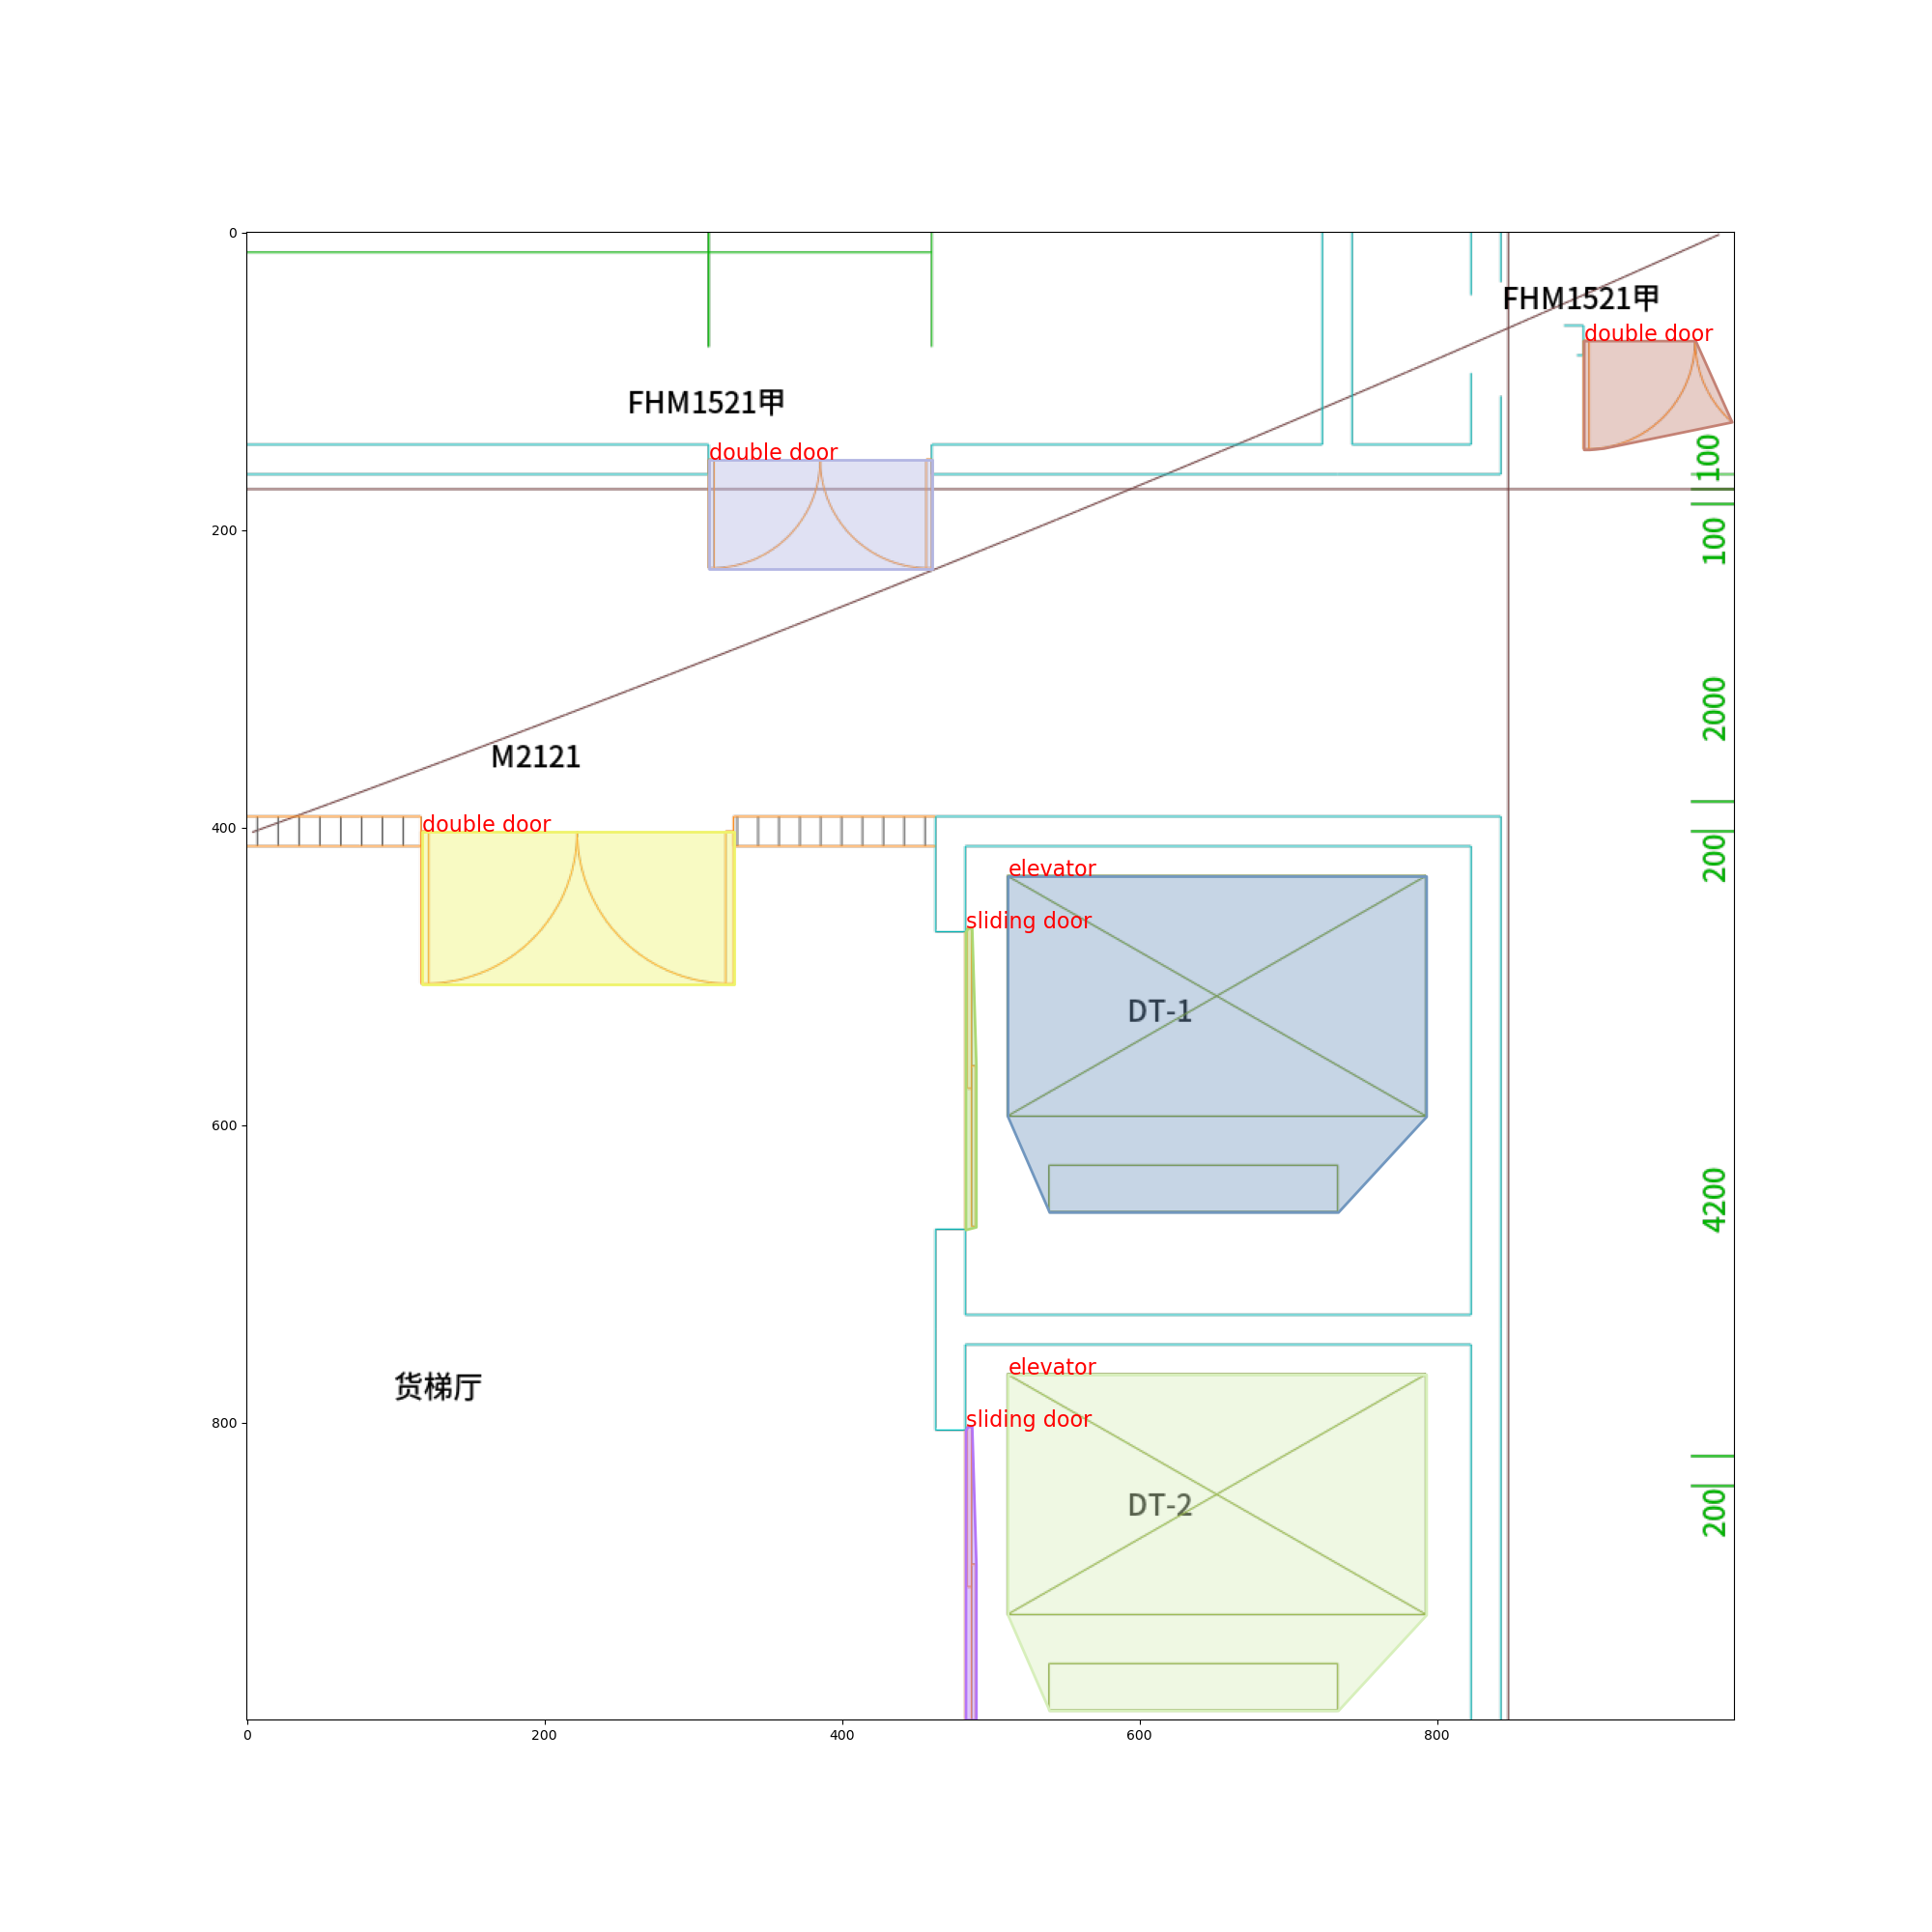 0
FHM1521甲
double door
FHM1521甲
double door
100
200
100
2000
M2121
400
double door
200
elevator
sliding door
DT-1
600
4200
货梯厅
elevator
sliding door
800
DT-2
200
0
200
400
600
800